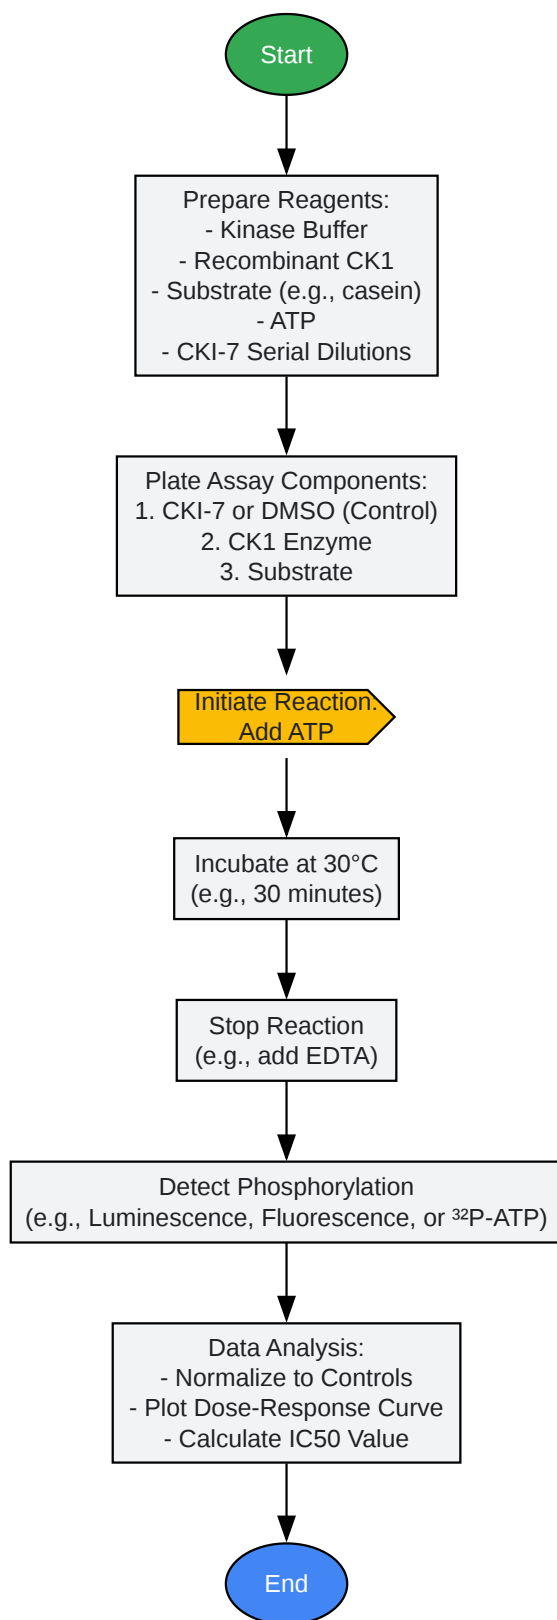 Start
Prepare Reagents:
- Kinase Buffer
- Recombinant CK1
- Substrate (e.g., casein)
- ATP
- CKI-7 Serial Dilutions
Plate Assay Components:
1. CKI-7 or DMSO (Control)
2. CK1 Enzyme
3. Substrate
Initiate Reaction:
Add ATP
Incubate at 30°C
(e.g., 30 minutes)
Stop Reaction
(e.g., add EDTA)
Detect Phosphorylation
(e.g., Luminescence, Fluorescence, or ³²P-ATP)
Data Analysis:
- Normalize to Controls
- Plot Dose-Response Curve
- Calculate IC50 Value
End